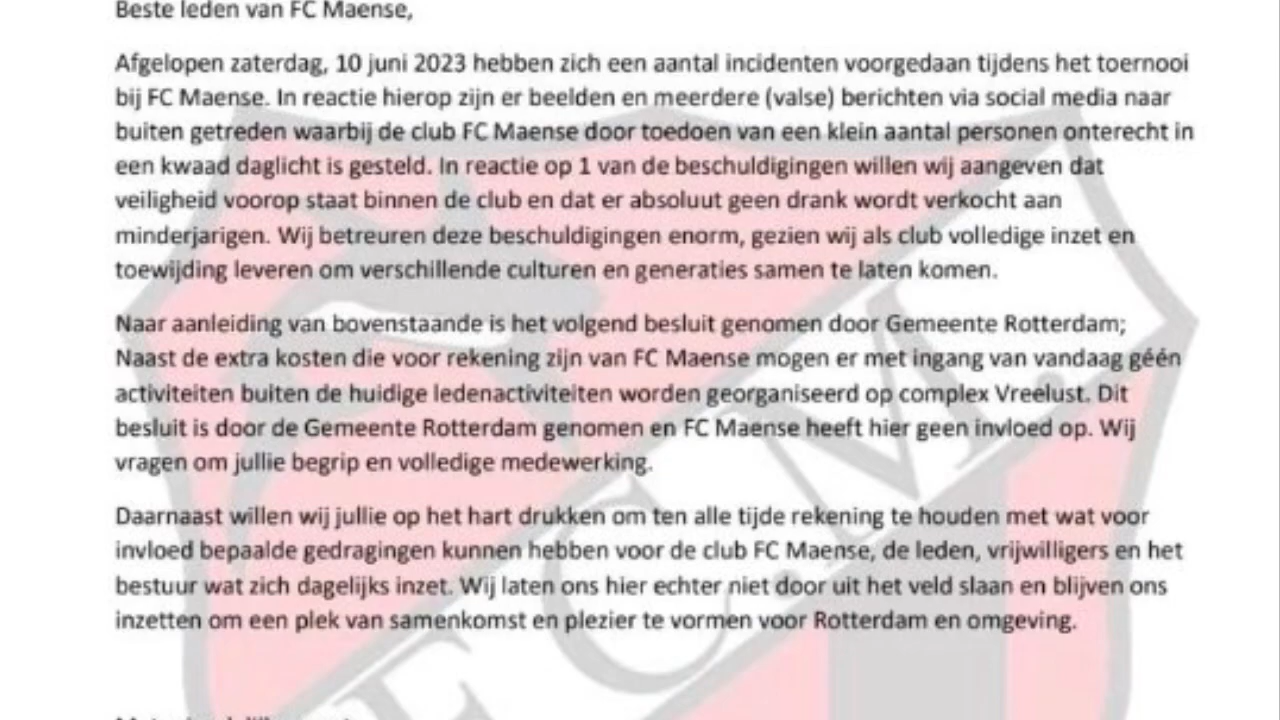 Beste leden van FC Maense,
Afgelopen zaterdag, 10 juni 2023 hebben zich een aantal incidenten voorgedaan tijdens het toernooi
bij FC Maense. In reactie hierop zijn er beelden en meerdere (valse) berichten via social media naar
buiten getreden waarbij de club FC Maense door toedoen van een klein aantal personen onterecht in
een kwaad daglicht is gesteld. In reactie op 1 van de beschuldigingen willen wij aangeven dat
veiligheid voorop staat binnen de club en dat er absoluut geen drank wordt verkocht aan
minderjarigen. Wij betreuren deze beschuldigingen enorm, gezien wij als club volledige inzet en
toewijding leveren om verschillende culturen en generaties samen te laten komen.
Naar aanleiding van bovenstaande is het volgend besluit genomen door Gemeente Rotterdam;
Naast de extra kosten die voor rekening zijn van FC Maense mogen er met ingang van vandaag géén
activiteiten buiten de huidige ledenactiviteiten worden georganiseerd op complex Vreelust. Dit
besluit is door de Gemeente Rotterdam genomen en FC Maense heeft hier geen invloed op. Wij
vragen om jullie begrip en volledige medewerking.
Daarnaast willen wij jullie op het hart drukken om ten alle tijde rekening te houden met wat voor
invloed bepaalde gedragingen kunnen hebben voor de club FC Maense, de leden, vrijwilligers en het
bestuur wat zich dagelijks inzet. Wij laten ons hier echter niet door uit het veld slaan en blijven ons
inzetten om een plek van samenkomst en plezier te vormen voor Rotterdam en omgeving.
F.C.M.